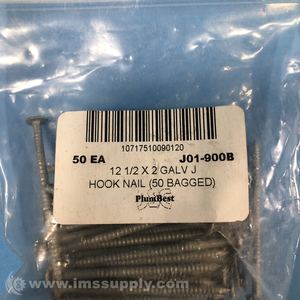 10717510090120
50 EA J01-900B
12 1/2 X 2 GALV J
HOOK NAIL (50 BAGGED)
PlumBest
www.imssupply.com